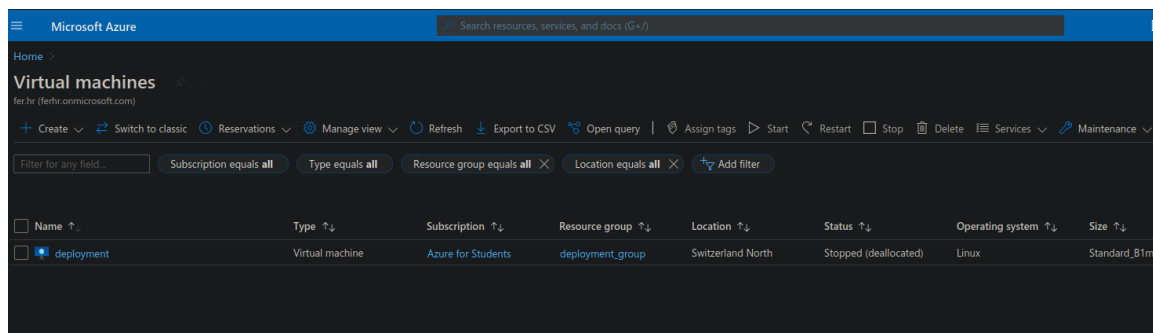 Microsoft Azure
Search resources, services, and docs (G+/)
Home >
Virtual machines
fer.hr (ferhr.onmicrosoft.com)
Create Switch to classic Reservations Manage view Refresh Export to CSV Open query Assign tags Start Restart Stop Delete Services Maintenance
Filter for any field... Subscription equals all Type equals all Resource group equals all Location equals all Add filter
Name Type Subscription Resource group Location Status Operating system Size
deployment Virtual machine Azure for Students deployment_group Switzerland North Stopped (deallocated) Linux Standard_B1m